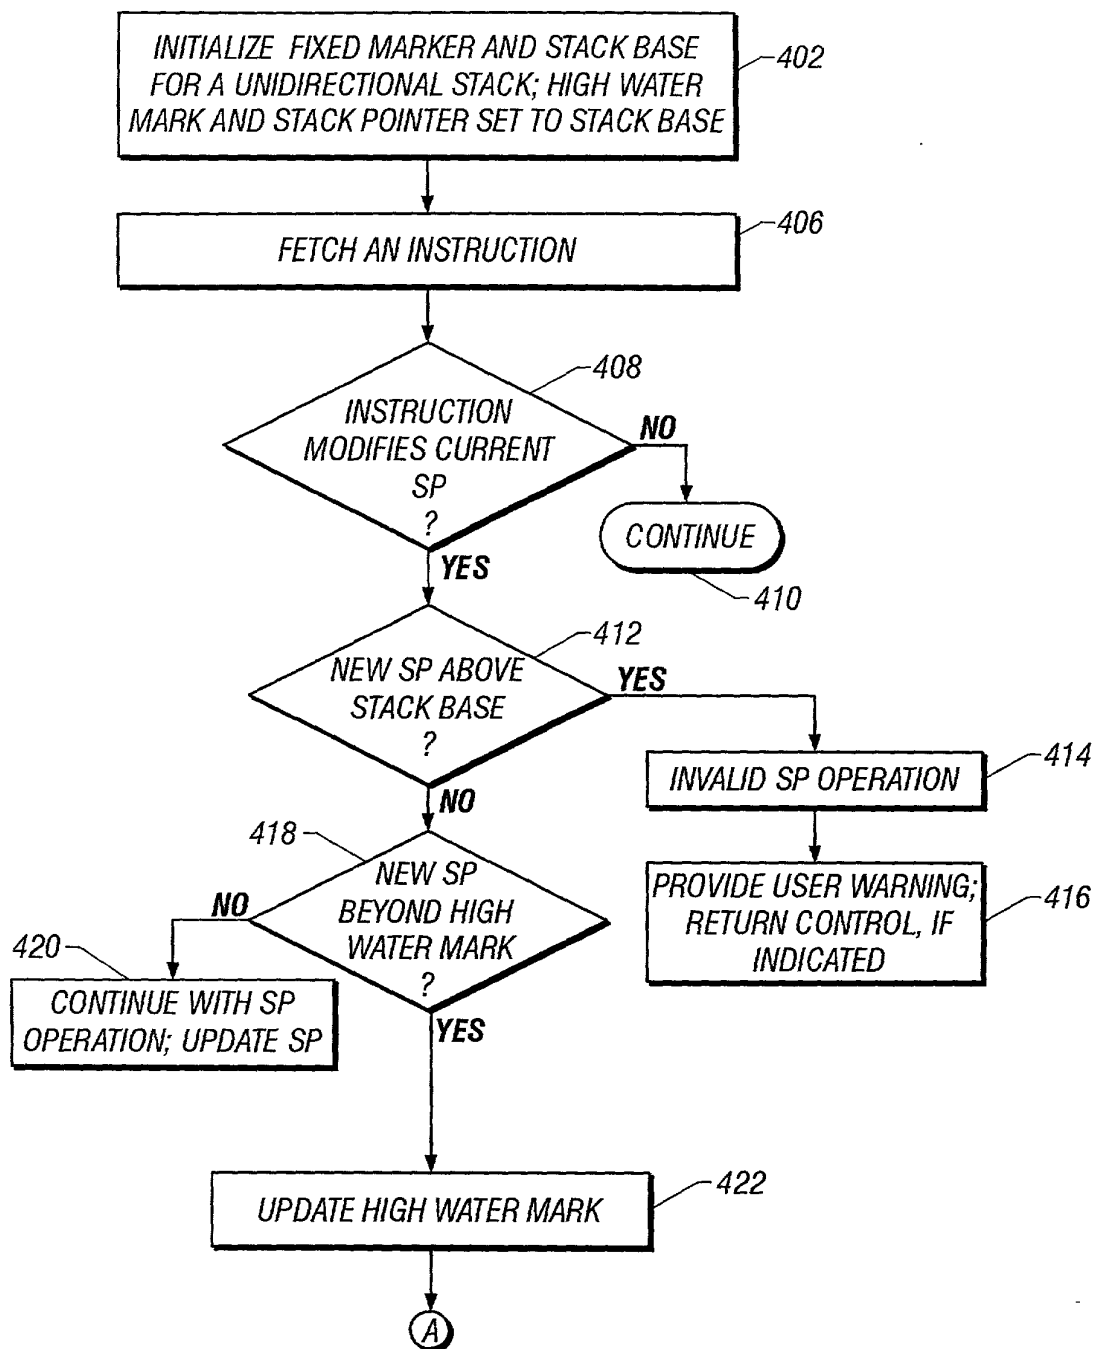 INITIALIZE FIXED MARKER AND STACK BASE
FOR A UNIDIRECTIONAL STACK; HIGH WATER
MARK AND STACK POINTER SET TO STACK BASE
402
FETCH AN INSTRUCTION
406
408
INSTRUCTION
MODIFIES CURRENT
SP
?
NO
CONTINUE
410
YES
412
NEW SP ABOVE
STACK BASE
?
YES
INVALID SP OPERATION
414
PROVIDE USER WARNING;
RETURN CONTROL, IF
INDICATED
416
NO
418
NEW SP
BEYOND HIGH
WATER MARK
?
NO
420
CONTINUE WITH SP
OPERATION; UPDATE SP
YES
UPDATE HIGH WATER MARK
422
A